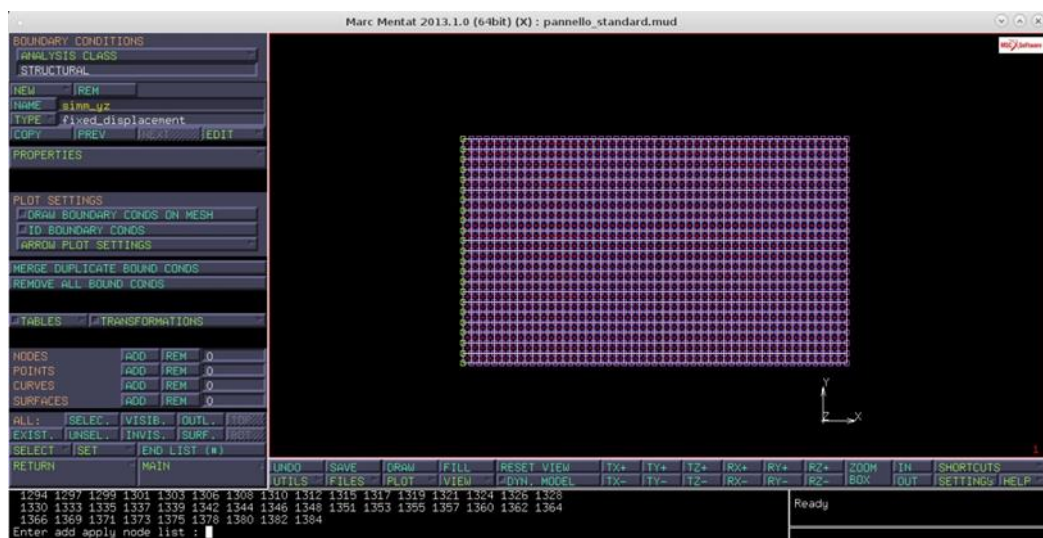 Marc Mentat 2013.1.0 (64bit) (X) : pannello_standard.mud
BOUNDARY CONDITIONS
ANALYSIS CLASS
STRUCTURAL
NEW REM
NAME simm_yz
TYPE fixed_displacement
COPY PREV NEXT EDIT
PROPERTIES
PLOT SETTINGS
DRAW BOUNDARY CONDS ON MESH
ID BOUNDARY CONDS
ARROW PLOT SETTINGS
MERGE DUPLICATE BOUND CONDS
REMOVE ALL BOUND CONDS
TABLES TRANSFORMATIONS
NODES ADD REM 0
POINTS ADD REM 0
CURVES ADD REM 0
SURFACES ADD REM 0
ALL: SELEC. VISIB. OUTL. TOP
EXIST. UNSEL. INVIS. SURF. BOT
SELECT SET END LIST (#)
RETURN MAIN
MSC Software
Y
Z X
1
UNDO SAVE DRAW FILL RESET VIEW TX+ TY+ TZ+ RX+ RY+ RZ+ ZOOM IN SHORTCUTS
UTILS FILES PLOT VIEW DYN. MODEL TX- TY- TZ- RX- RY- RZ- BOX OUT SETTINGS HELP
1294 1297 1299 1301 1303 1306 1308 1310 1312 1315 1317 1319 1321 1324 1326 1328
1330 1333 1335 1337 1339 1342 1344 1346 1348 1351 1353 1355 1357 1360 1362 1364
1366 1369 1371 1373 1375 1378 1380 1382 1384
Enter add apply node list :
Ready